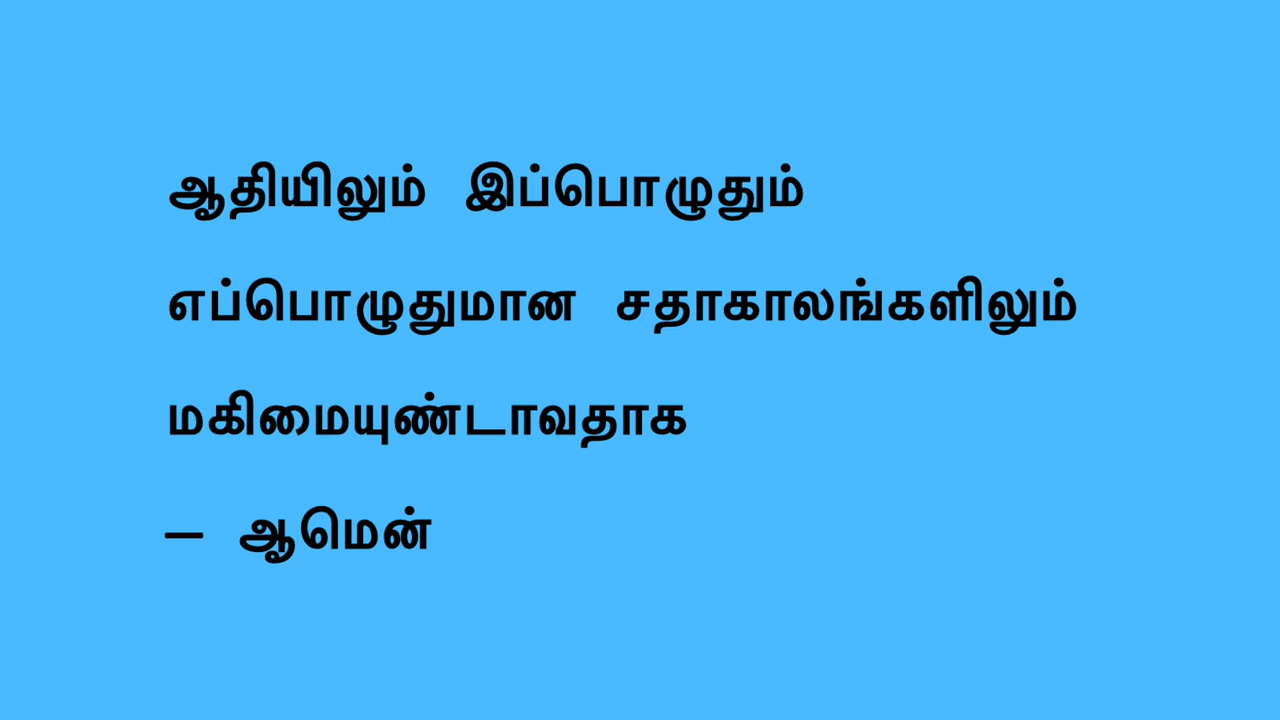 ஆதியிலும் இப்பொழுதும்
எப்பொழுதுமான சதாகாலங்களிலும்
மகிமையுண்டாவதாக
– ஆமென்